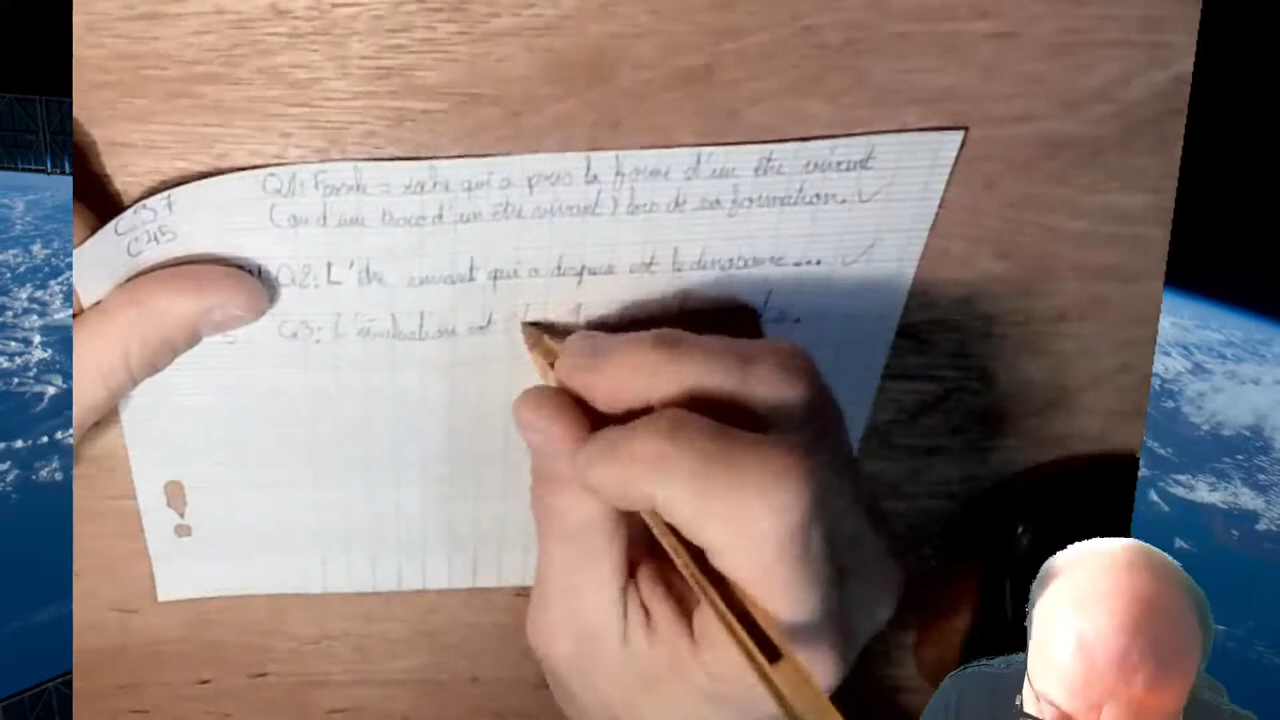 C37
C45
Q1: Fossile = roche qui a pris la forme d'un être vivant
(ou d'une trace d'un être vivant) lors de sa formation. ✓
Q2: L'être vivant qui a disparu est le dinosaure... ✓
Q3: L'évolution est
!